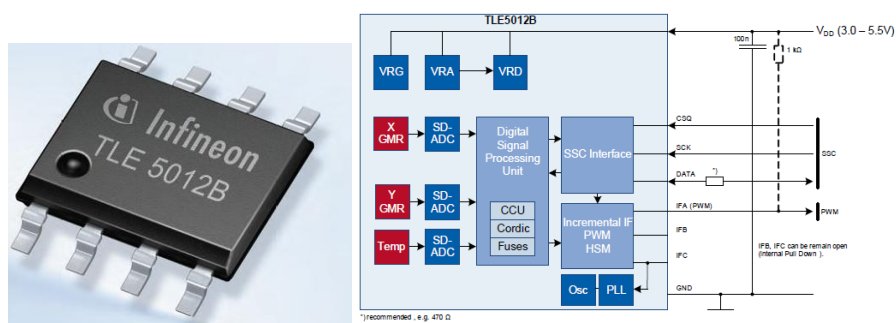 Infineon
TLE 5012B
TLE5012B
V_DD (3.0 – 5.5V)
100n
1 kΩ
VRG
VRA
VRD
X
GMR
SD-
ADC
Digital
Signal
Processing
Unit
SSC Interface
CSQ
SCK
DATA
*)
SSC
Y
GMR
SD-
ADC
CCU
Cordic
Fuses
Temp
SD-
ADC
Incremental IF
PWM
HSM
IFA (PWM)
PWM
IFB
IFC
IFB, IFC can be remain open
(Internal Pull Down ).
Osc
PLL
GND
*) recommended , e.g. 470 Ω